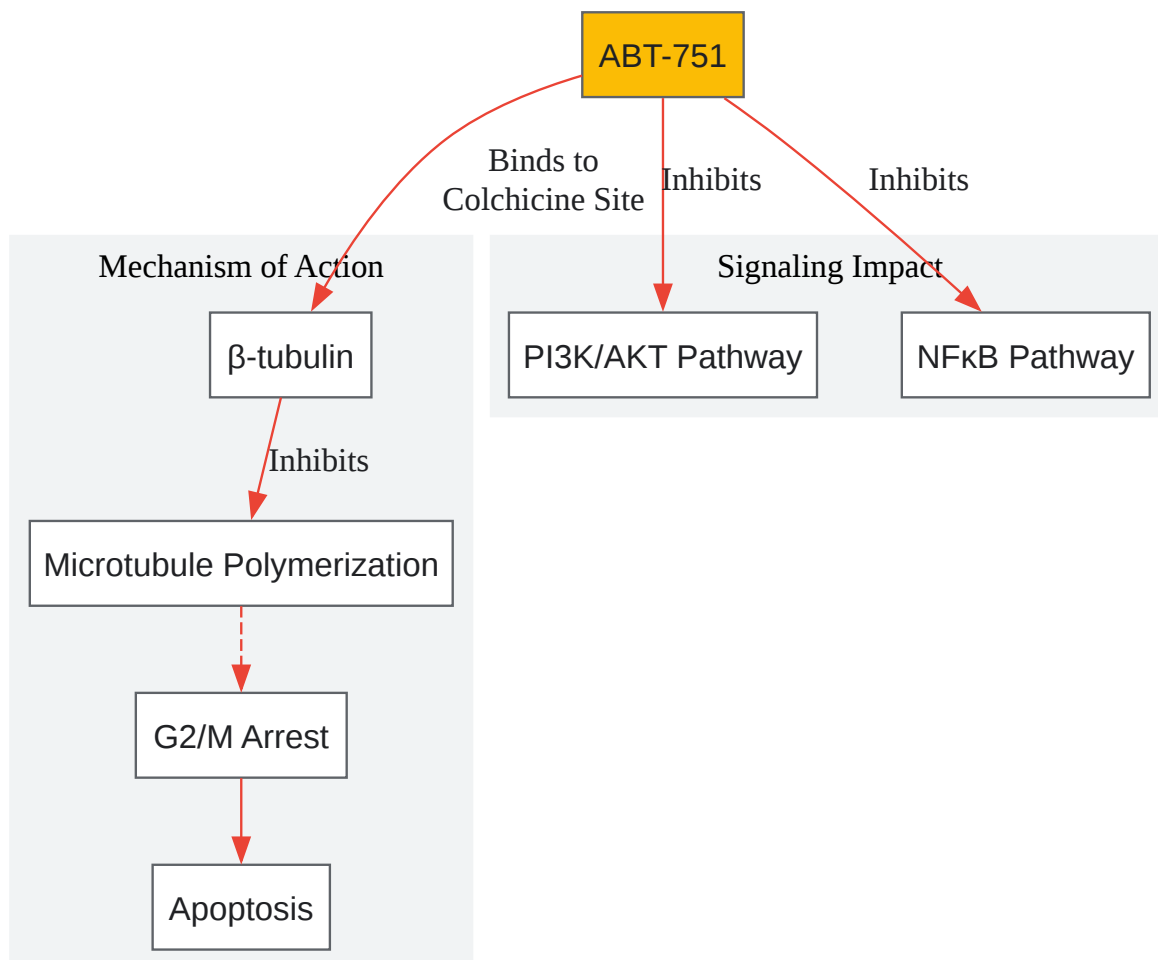 ABT-751
Binds to
Colchicine Site
Inhibits
Inhibits
Mechanism of Action
Signaling Impact
β-tubulin
PI3K/AKT Pathway
NFκB Pathway
Inhibits
Microtubule Polymerization
G2/M Arrest
Apoptosis